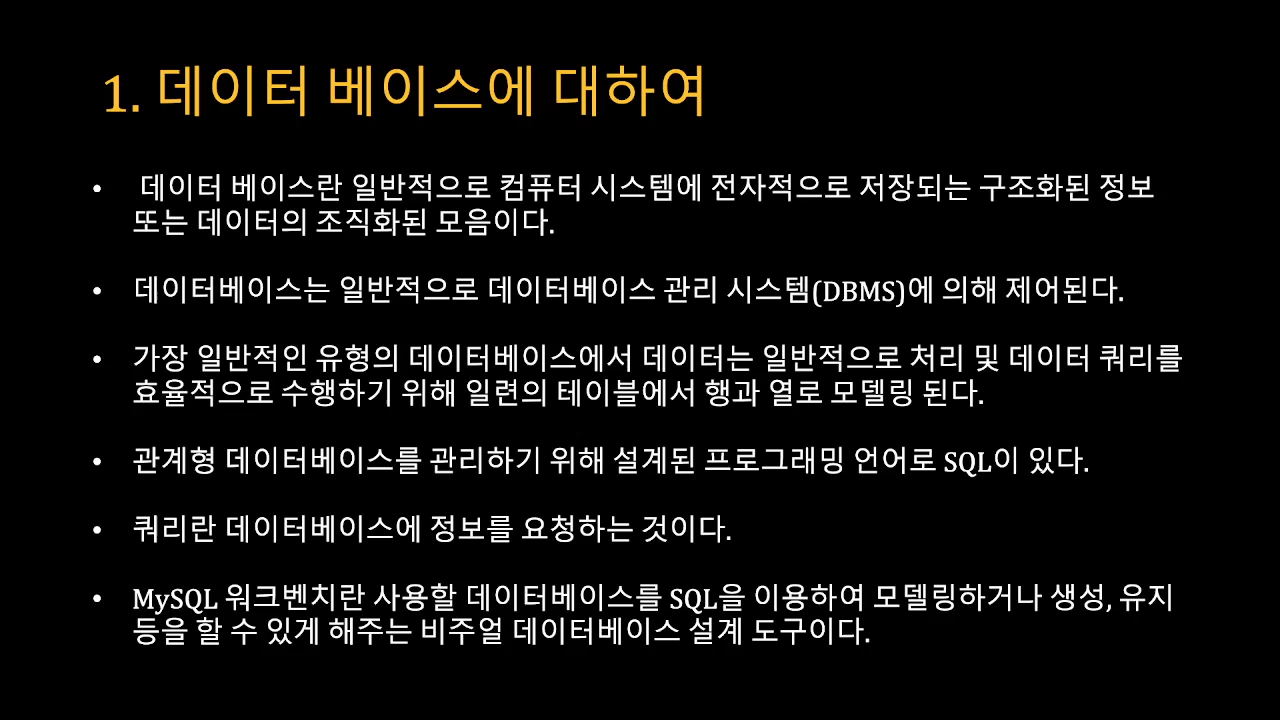 1. 데이터 베이스에 대하여
• 데이터 베이스란 일반적으로 컴퓨터 시스템에 전자적으로 저장되는 구조화된 정보
또는 데이터의 조직화된 모음이다.
• 데이터베이스는 일반적으로 데이터베이스 관리 시스템(DBMS)에 의해 제어된다.
• 가장 일반적인 유형의 데이터베이스에서 데이터는 일반적으로 처리 및 데이터 쿼리를
효율적으로 수행하기 위해 일련의 테이블에서 행과 열로 모델링 된다.
• 관계형 데이터베이스를 관리하기 위해 설계된 프로그래밍 언어로 SQL이 있다.
• 쿼리란 데이터베이스에 정보를 요청하는 것이다.
• MySQL 워크벤치란 사용할 데이터베이스를 SQL을 이용하여 모델링하거나 생성, 유지
등을 할 수 있게 해주는 비주얼 데이터베이스 설계 도구이다.